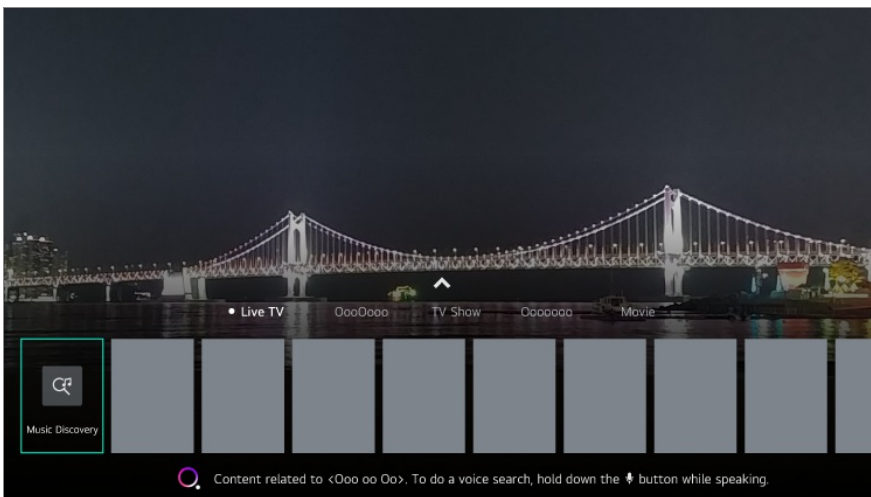 Live TV
OooOooo
TV Show
Ooooooo
Movie
Music Discovery
Content related to <Ooo oo Oo>. To do a voice search, hold down the button while speaking.